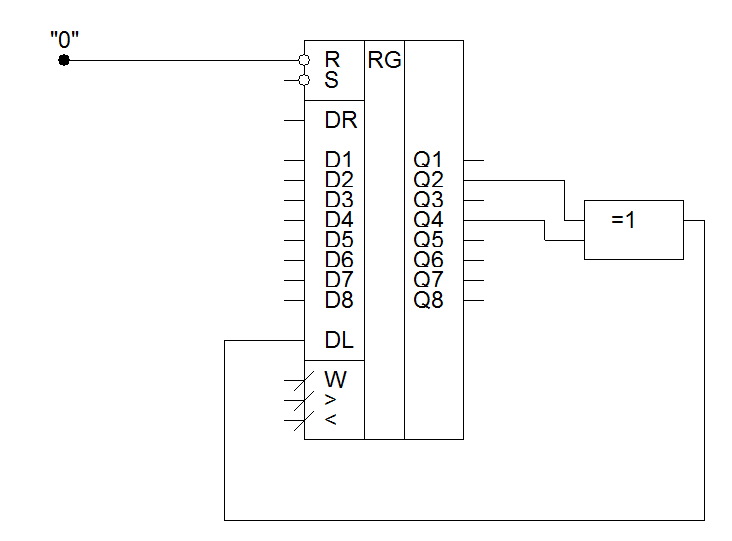 "0"
R RG
S
DR
D1 Q1
D2 Q2
D3 Q3
D4 Q4 =1
D5 Q5
D6 Q6
D7 Q7
D8 Q8
DL
W
>
<